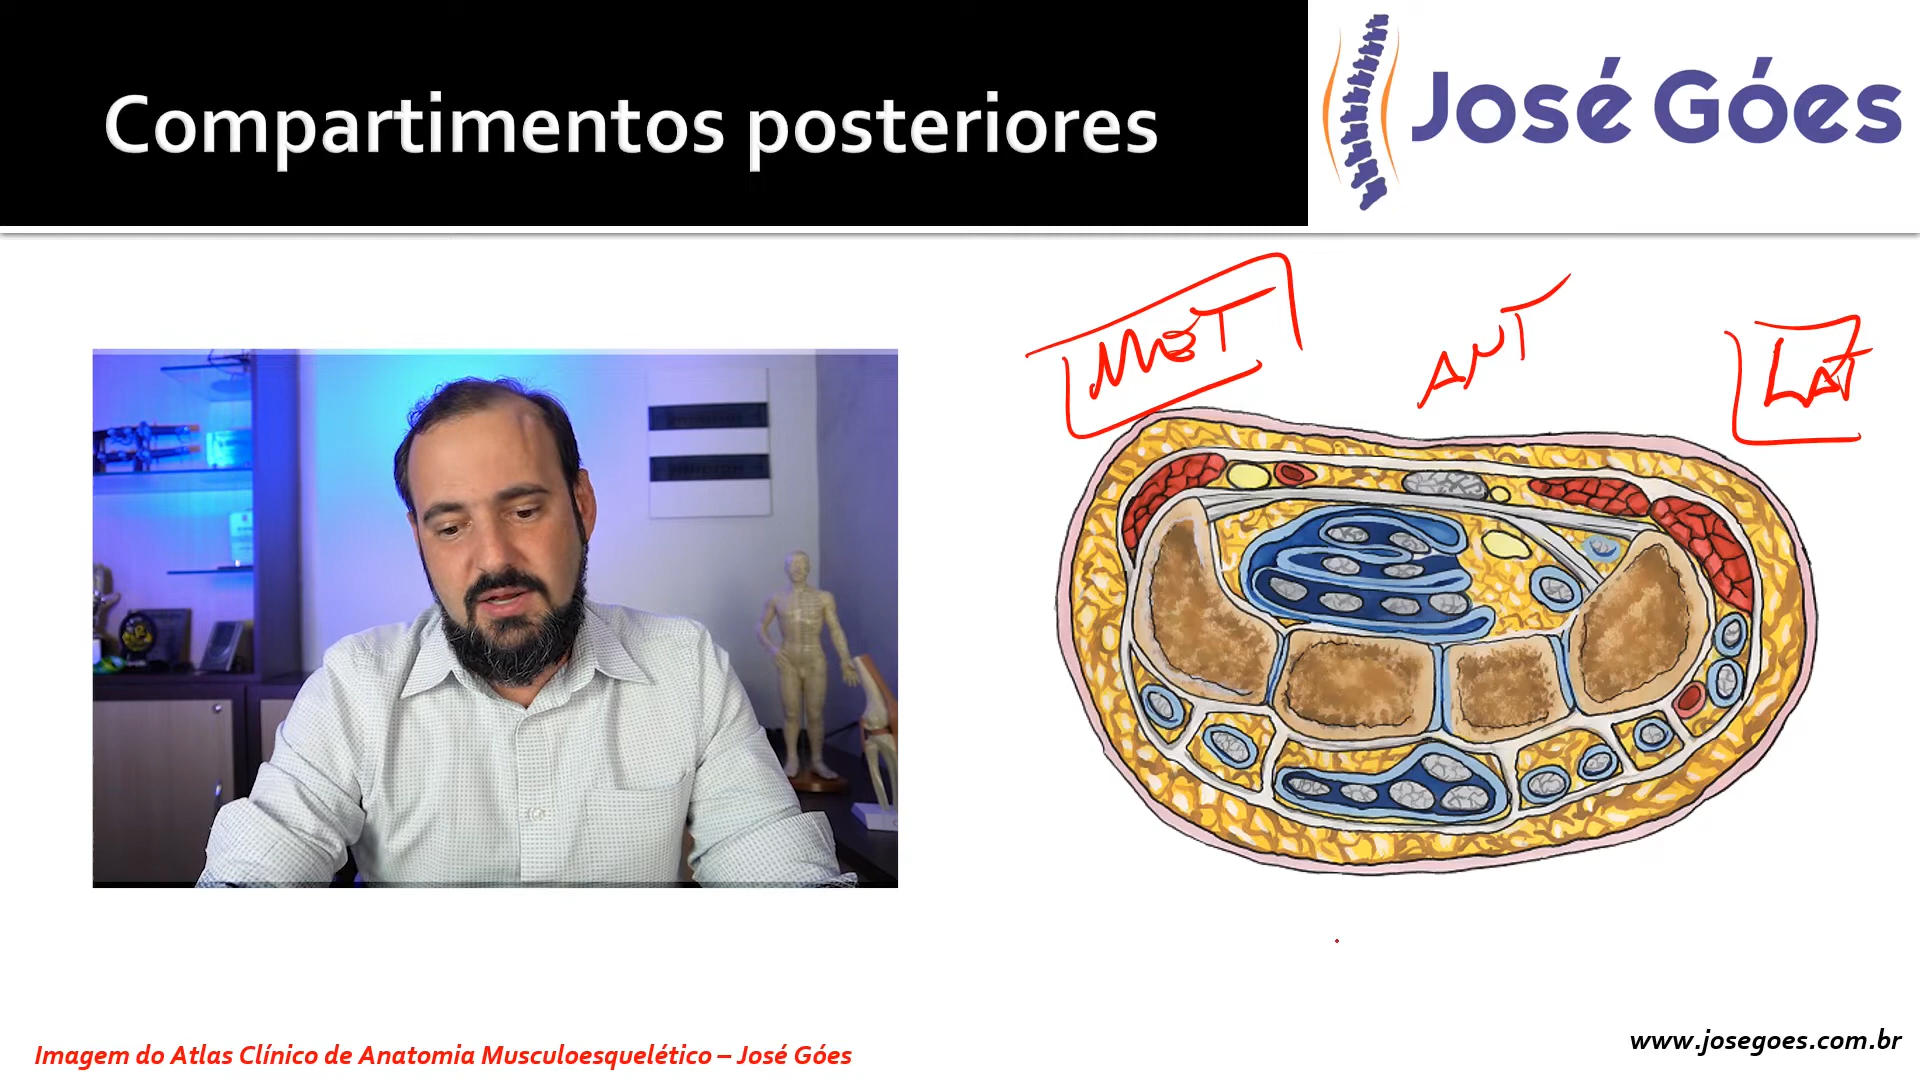 Compartimentos posteriores
José Góes
MET
ANT
LAT
Imagem do Atlas Clínico de Anatomia Musculoesquelético – José Góes
www.josegoes.com.br